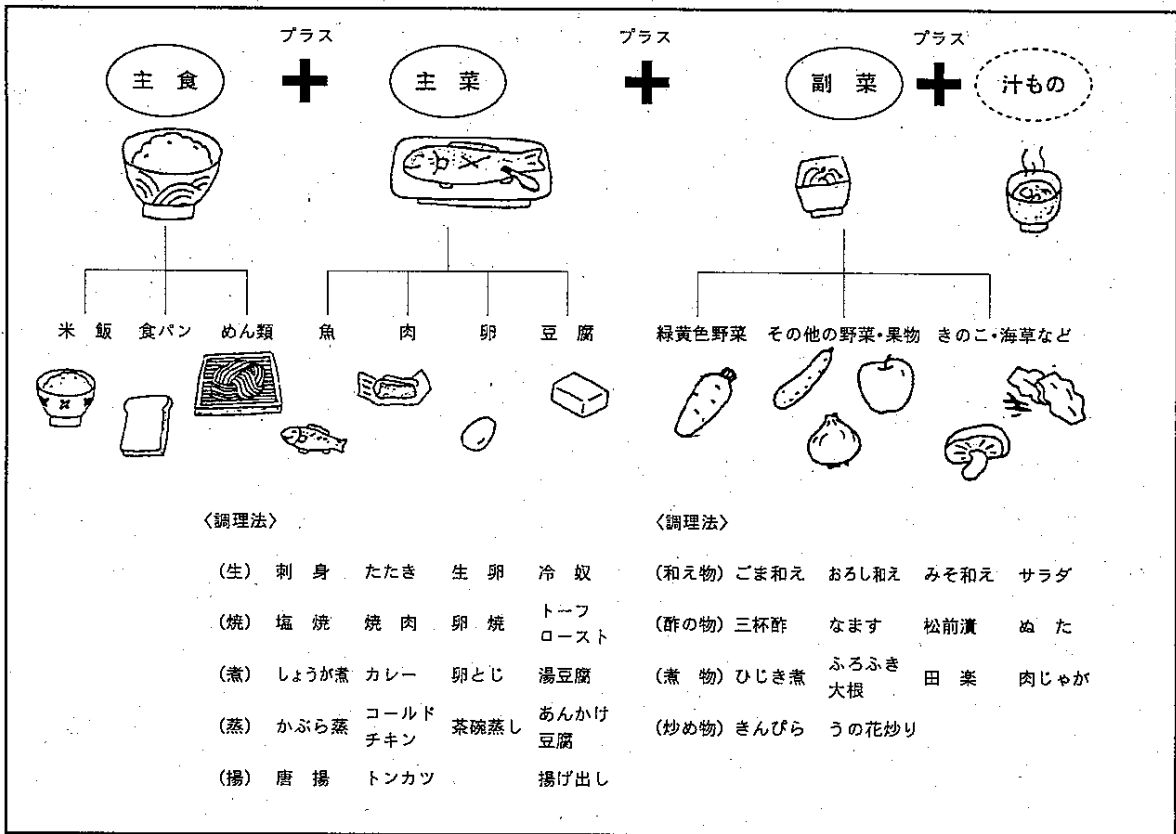 プラス プラス プラス
主食 主菜 副菜 汁もの
米飯 食パン めん類 魚 肉 卵 豆腐 緑黄色野菜 その他の野菜・果物 きのこ・海草など
〈調理法〉
(生) 刺身 たたき 生卵 冷奴
(焼) 塩焼 焼肉 卵焼 トーフロースト
(煮) しょうが煮 カレー 卵とじ 湯豆腐
(蒸) かぶら蒸 コールドチキン 茶碗蒸し あんかけ豆腐
(揚) 唐揚 トンカツ 揚げ出し
〈調理法〉
(和え物) ごま和え おろし和え みそ和え サラダ
(酢の物) 三杯酢 なます 松前漬 ぬた
(煮物) ひじき煮 ふろふき大根 田楽 肉じゃが
(炒め物) きんぴら うの花炒り